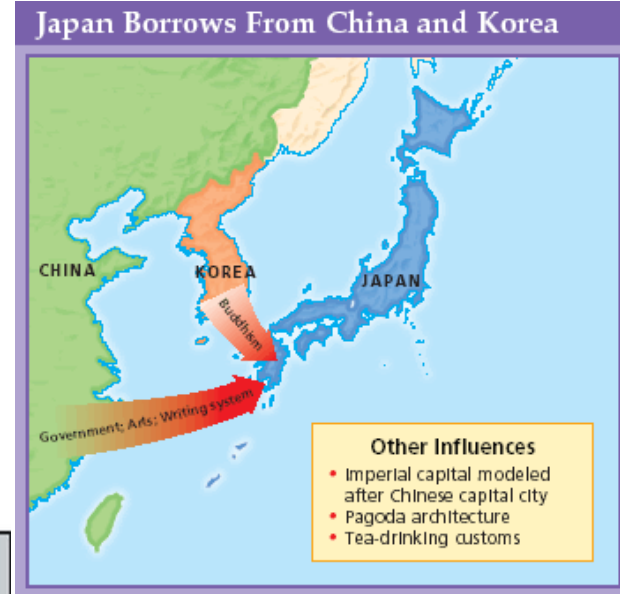 Japan Borrows From China and Korea
CHINA
KOREA
JAPAN
Buddhism
Government; Arts; Writing system
Other Influences
• Imperial capital modeled
after Chinese capital city
• Pagoda architecture
• Tea-drinking customs